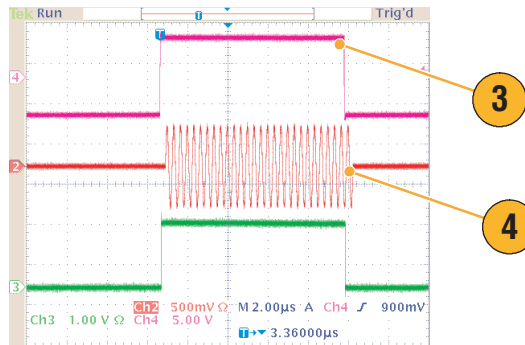 Tek Run Trig'd
T
T
4
3
2
4
3
Ch2 500mV Ω M 2.00µs A Ch4 ʃ 900mV
Ch3 1.00 V Ω Ch4 5.00 V
T→▼ 3.36000µs